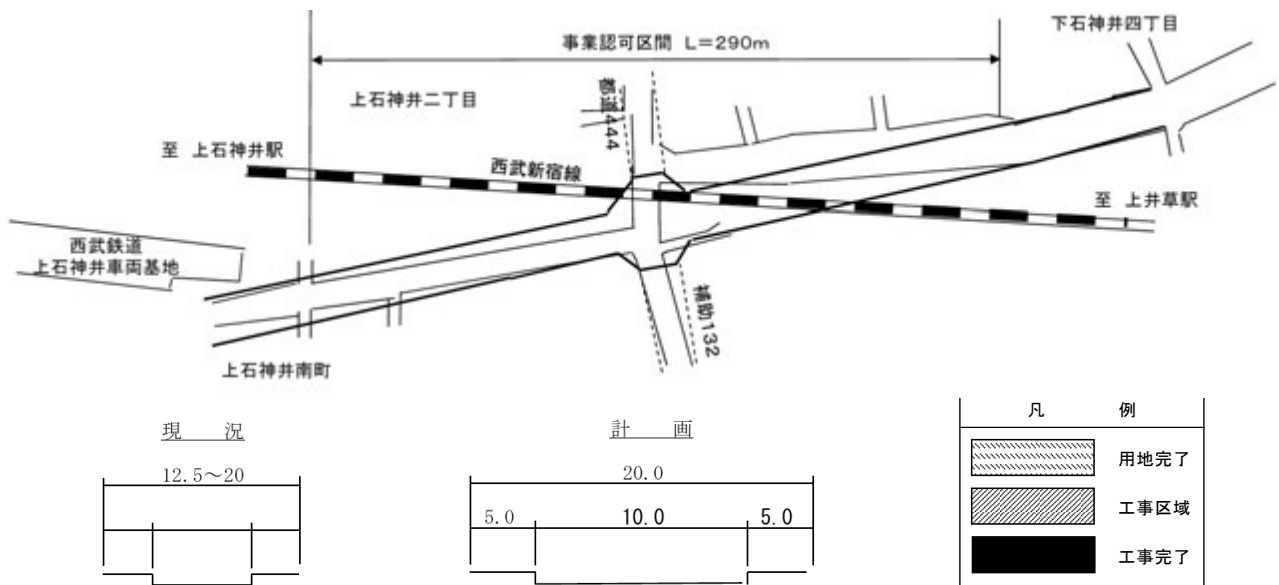 下石神井四丁目
事業認可区間 L=290m
上石神井二丁目
都道444
至 上石神井駅
西武新宿線
至 上井草駅
西武鉄道
上石神井車両基地
補助132
上石神井南町
現 況
12.5～20
計 画
20.0
5.0 10.0 5.0
凡 例
用地完了
工事区域
工事完了